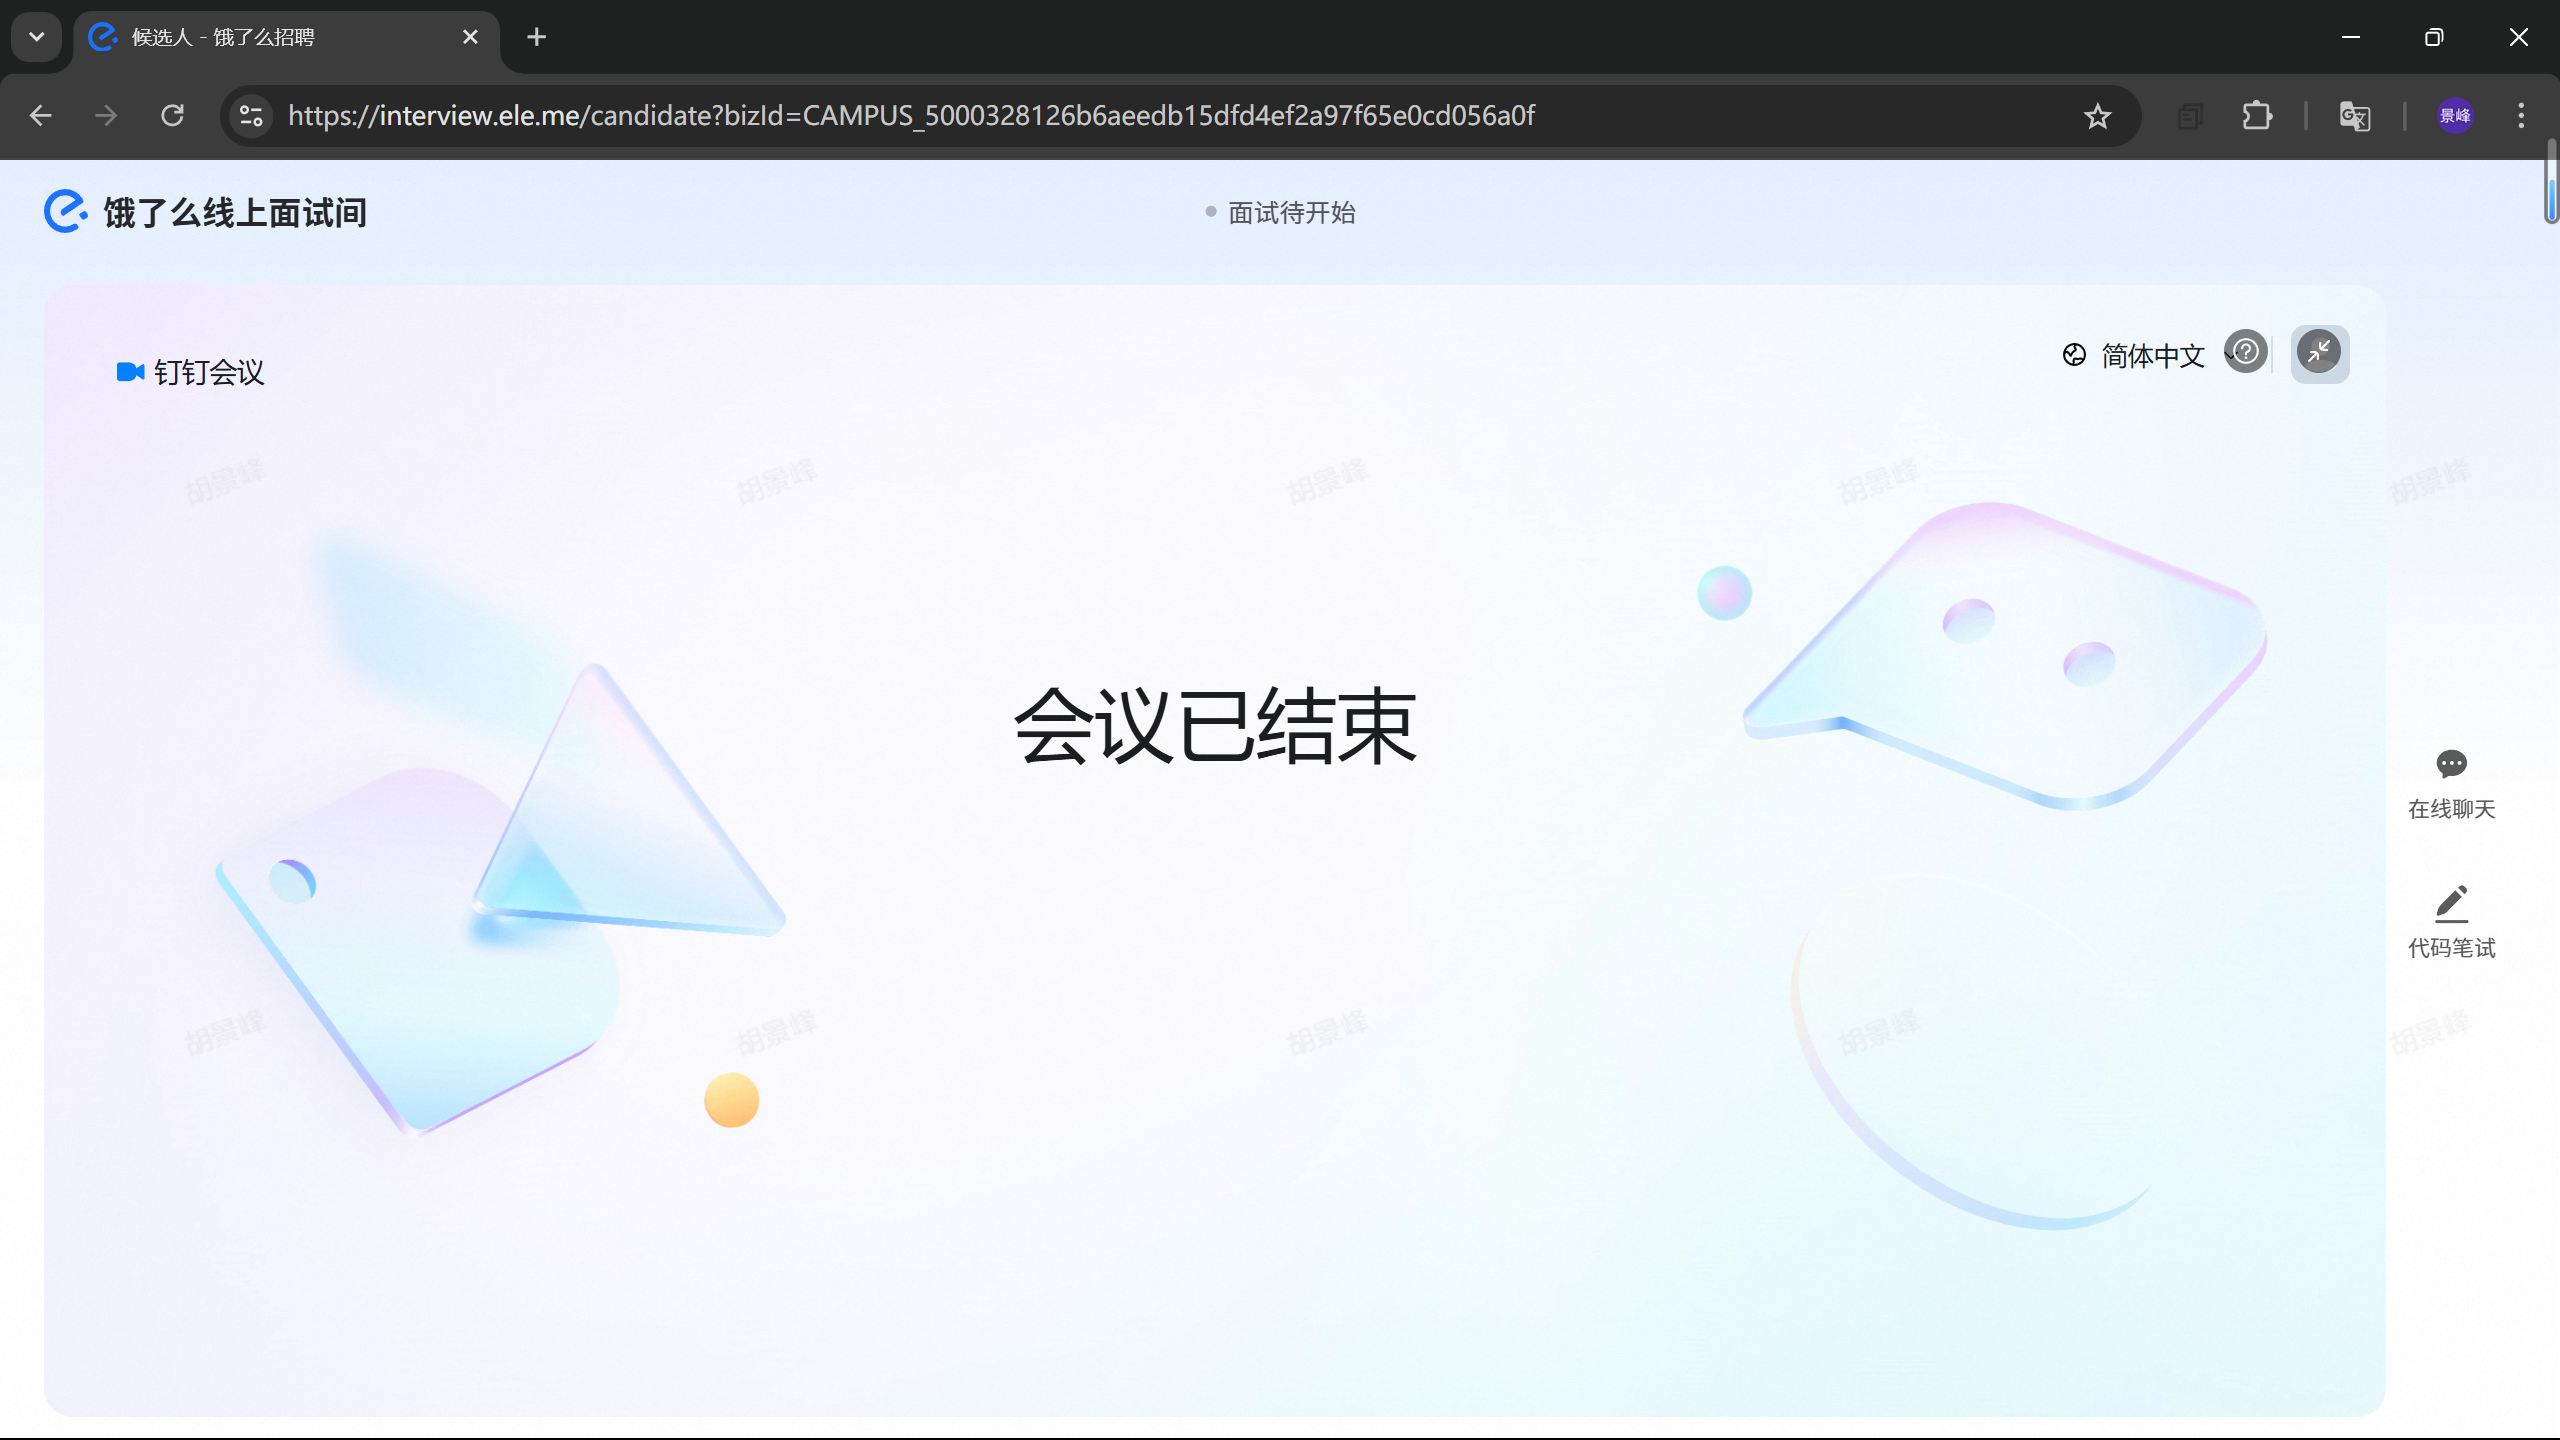 候选人 - 饿了么招聘
https://interview.ele.me/candidate?bizId=CAMPUS_5000328126b6aeedb15dfd4ef2a97f65e0cd056a0f
景峰
饿了么线上面试间
面试待开始
钉钉会议
简体中文
胡景峰 胡景峰 胡景峰 胡景峰 胡景峰
会议已结束
在线聊天
代码笔试
胡景峰 胡景峰 胡景峰 胡景峰 胡景峰